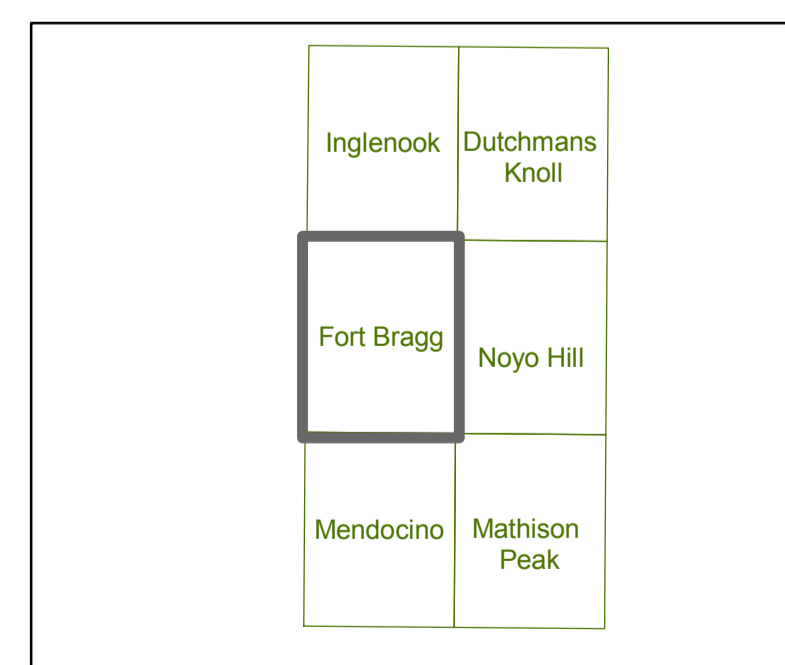 Inglenook
Dutchmans
Knoll
Fort Bragg
Noyo Hill
Mendocino
Mathison
Peak